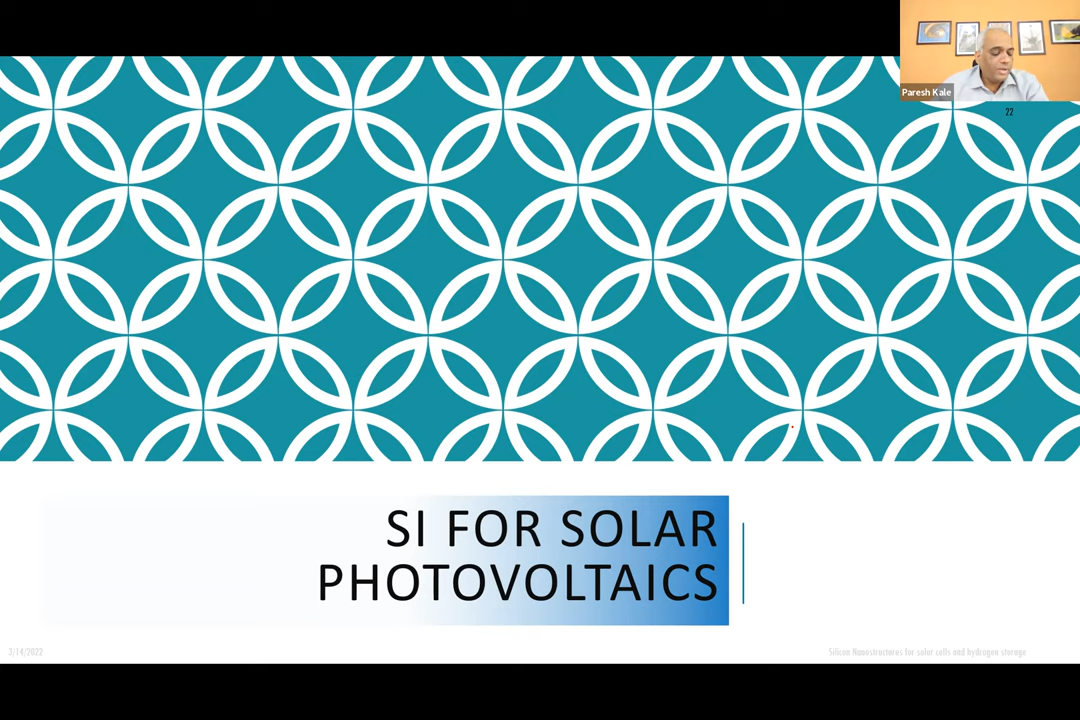 Paresh Kale
22
SI FOR SOLAR
PHOTOVOLTAICS
3/14/2022
Silicon Nanostructures for solar cells and hydrogen storage